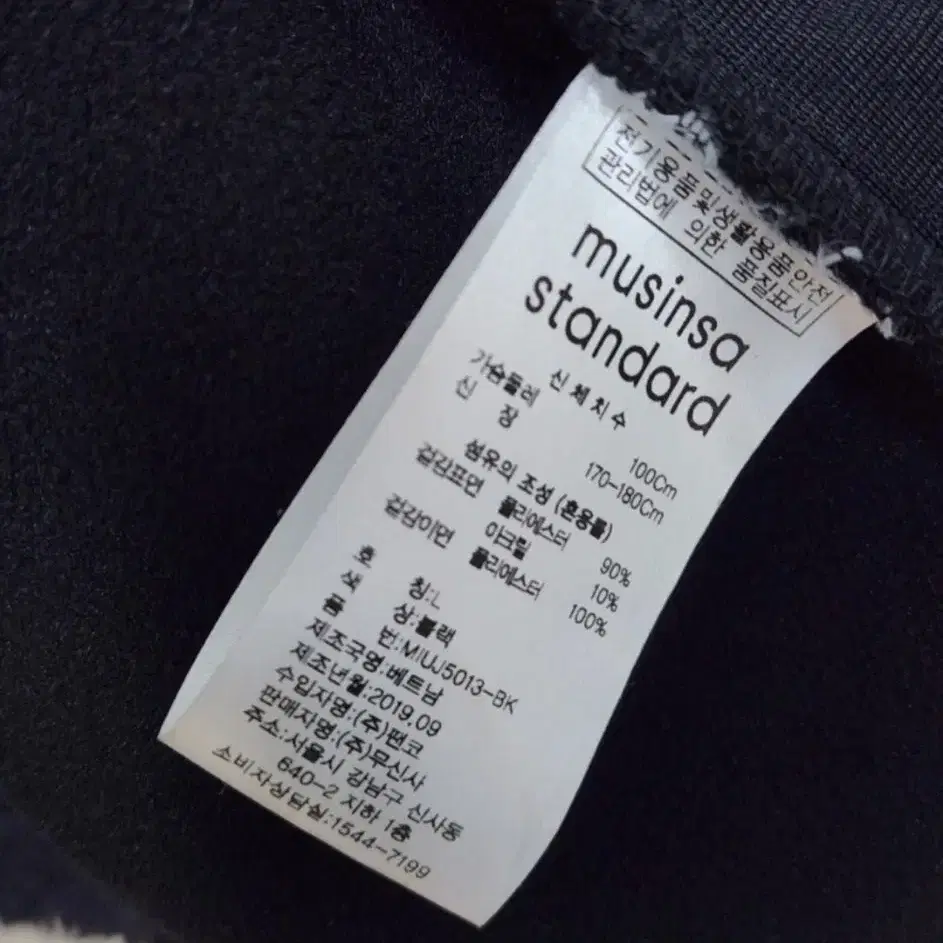 전기용품및생활용품안전
관리법에 의한 품질표시
musinsa
standard
신체치수
가슴둘레 100Cm
신 장 170-180Cm
섬유의 조성 (혼용률)
겉감표면 폴리에스터 90%
아크릴 10%
겉감이면 폴리에스터 100%
호 칭:L
색 상:블랙
품 번:MIUJ5013-BK
제조국명:베트남
제조년월:2019.09
수입자명:(주)팬코
판매자명:(주)무신사
주소:서울시 강남구 신사동
640-2 지하 1층
소비자상담실:1544-7199